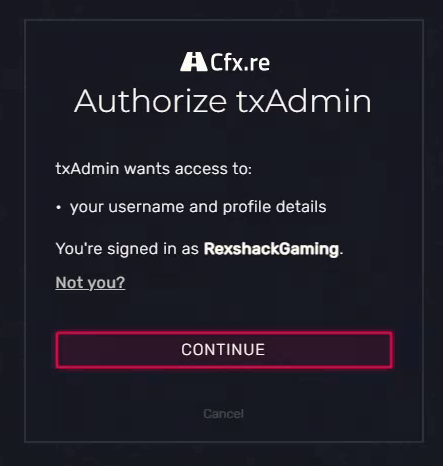 Cfx.re
Authorize txAdmin
txAdmin wants access to:
• your username and profile details
You're signed in as RexshackGaming.
Not you?
CONTINUE
Cancel